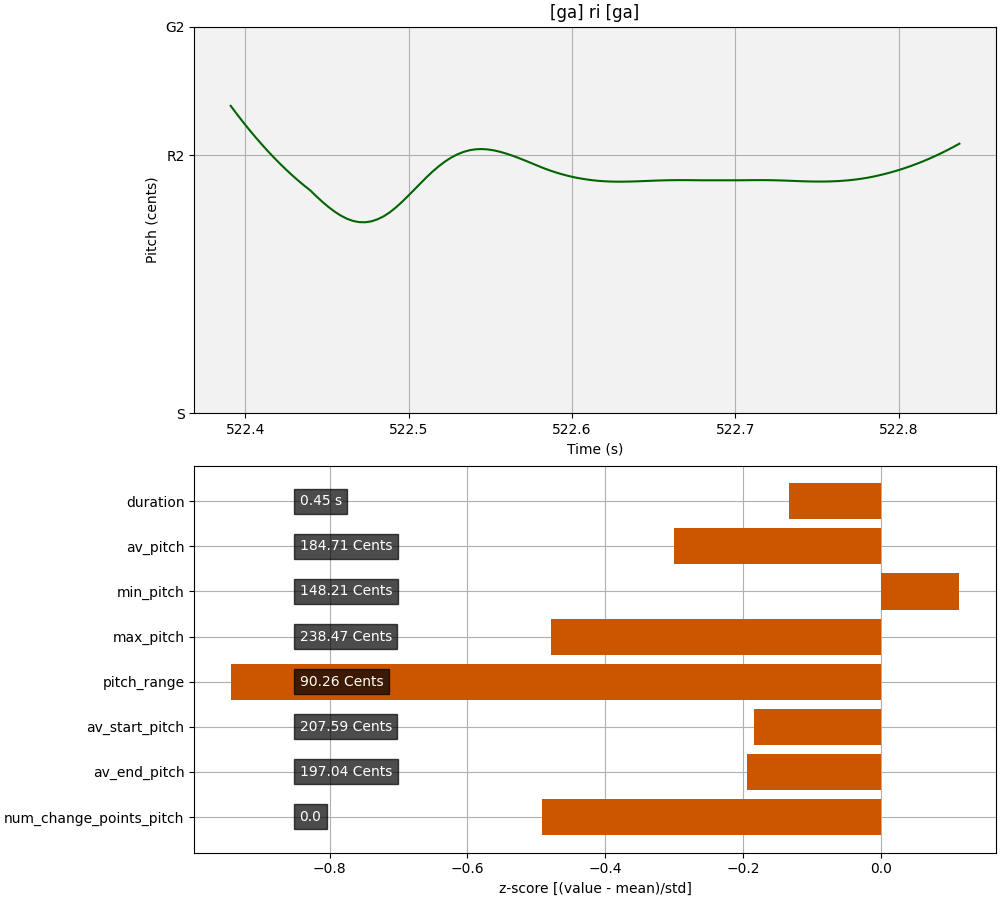 [ga] ri [ga]
G2
R2
S
Pitch (cents)
522.4 522.5 522.6 522.7 522.8
Time (s)
duration 0.45 s
av_pitch 184.71 Cents
min_pitch 148.21 Cents
max_pitch 238.47 Cents
pitch_range 90.26 Cents
av_start_pitch 207.59 Cents
av_end_pitch 197.04 Cents
num_change_points_pitch 0.0
−0.8 −0.6 −0.4 −0.2 0.0
z-score [(value - mean)/std]